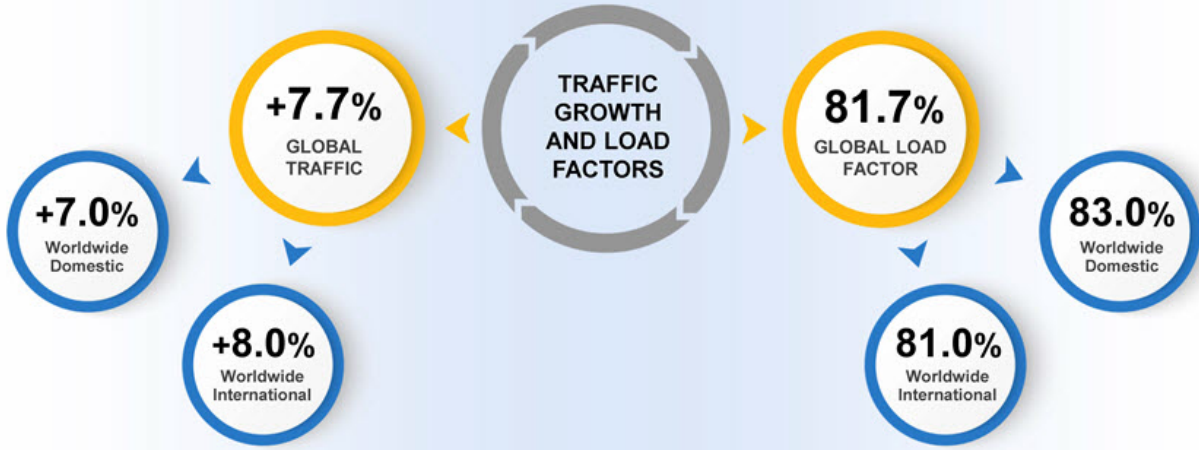 TRAFFIC
GROWTH
AND LOAD
FACTORS
+7.7%
GLOBAL
TRAFFIC
+7.0%
Worldwide
Domestic
+8.0%
Worldwide
International
81.7%
GLOBAL LOAD
FACTOR
83.0%
Worldwide
Domestic
81.0%
Worldwide
International